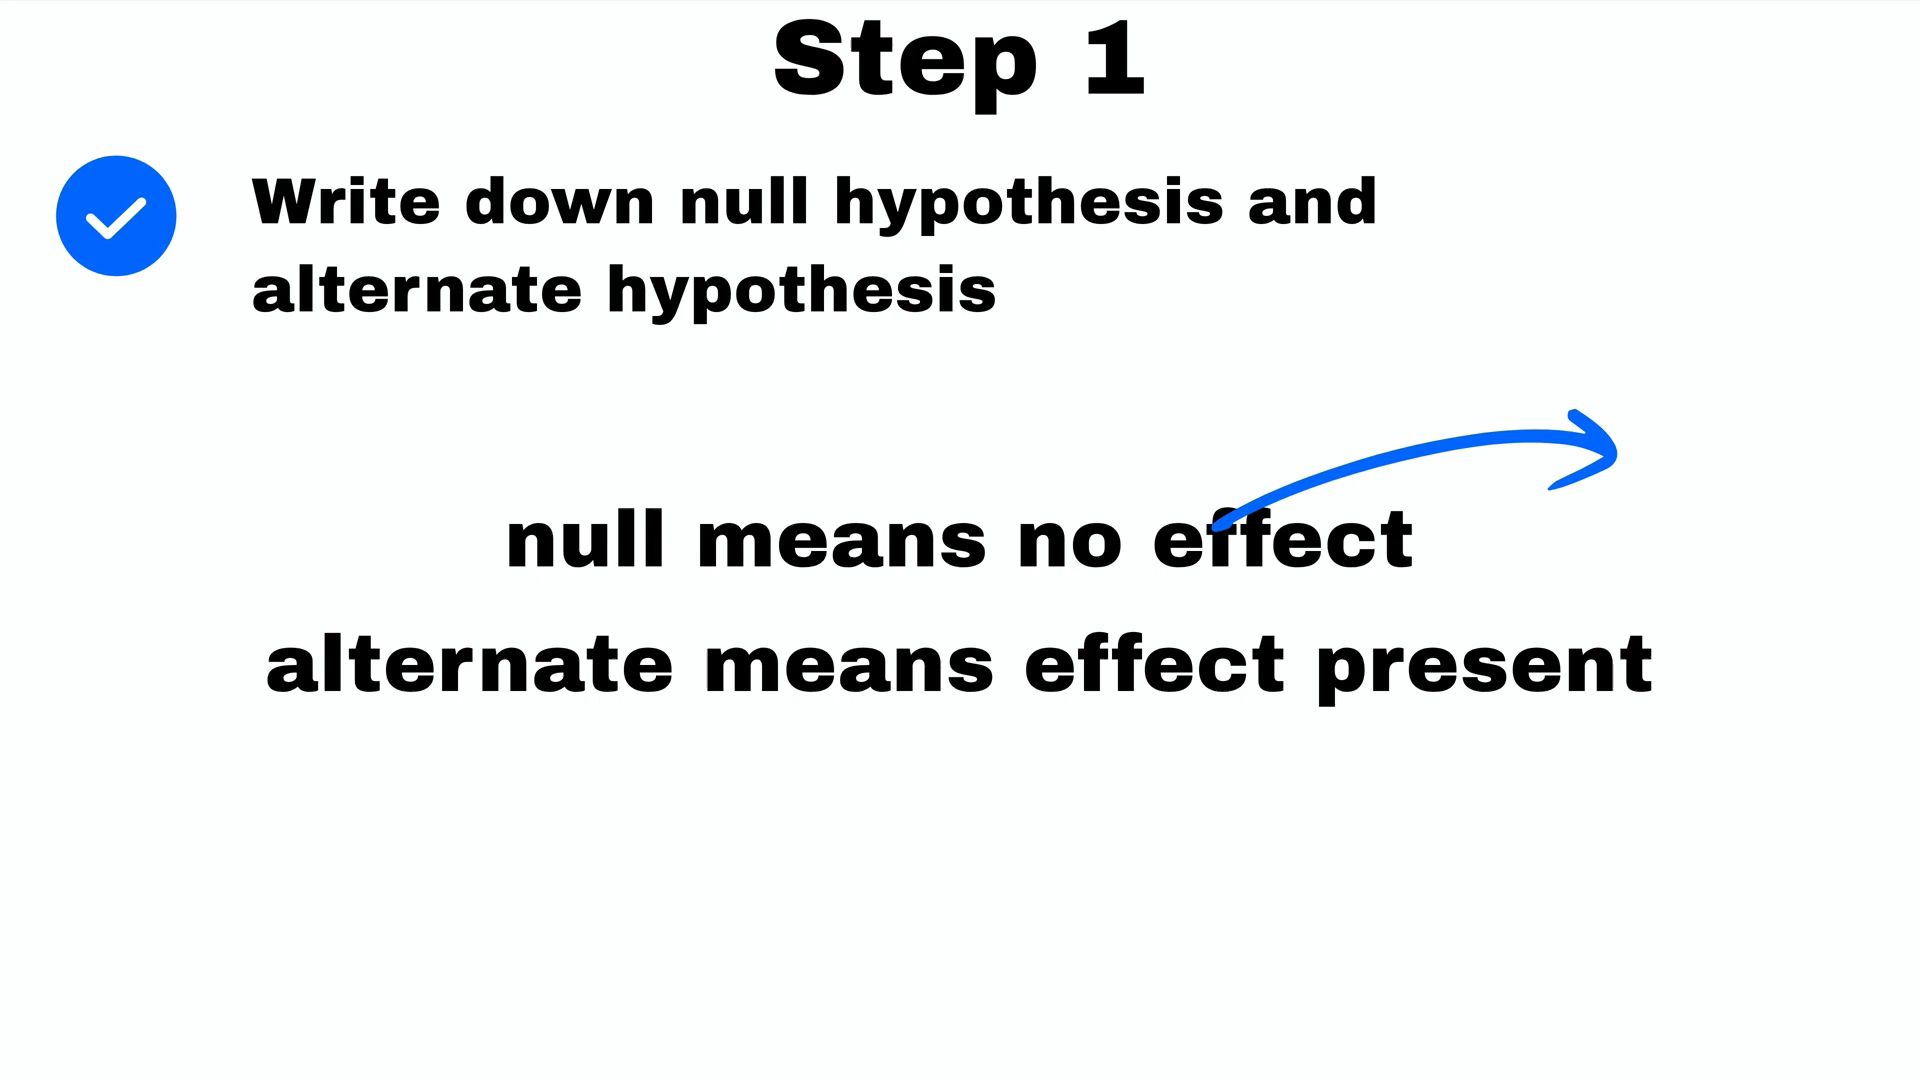 Step 1
Write down null hypothesis and
alternate hypothesis
null means no effect
alternate means effect present